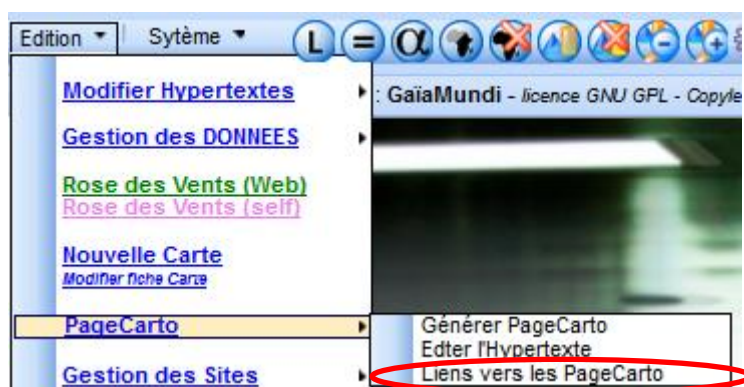 Edition Sytème L = α
Modifier Hypertextes
: GaïaMundi - licence GNU GPL - Copyle
Gestion des DONNEES
Rose des Vents (Web)
Rose des Vents (self)
Nouvelle Carte
Modifier fiche Carte
PageCarto
Générer PageCarto
Edter l'Hypertexte
Gestion des Sites
Liens vers les PageCarto